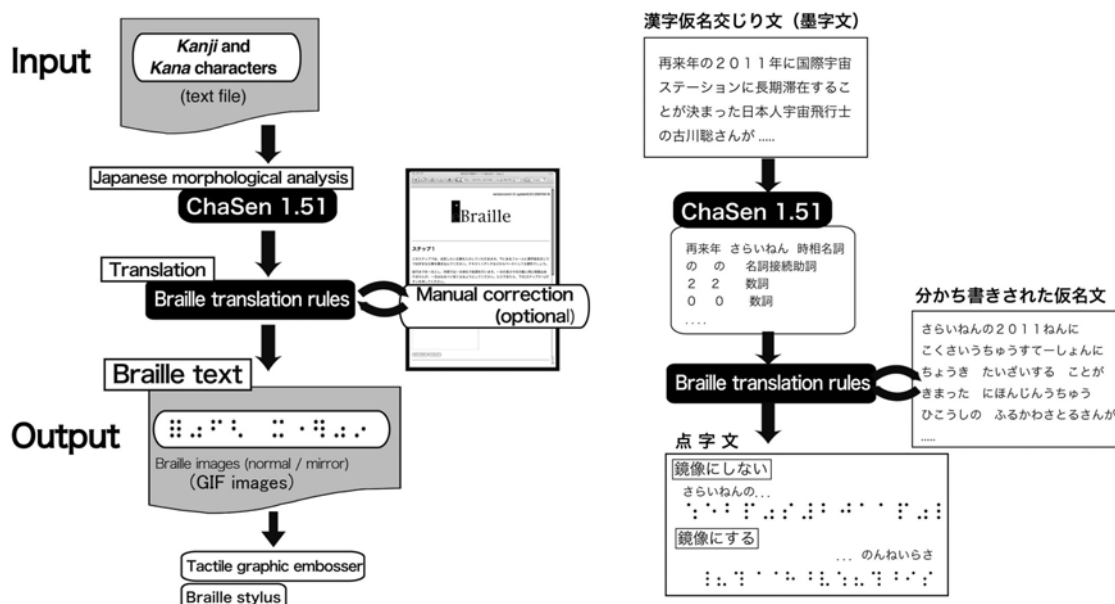 Input
Kanji and
Kana characters
(text file)
Japanese morphological analysis
ChaSen 1.51
Translation
Braille translation rules
Braille
ステップ1
Manual correction
(optional)
Braille text
Output
⠿⠴⠋⠣ ⠭⠐⠻⠴⠔
Braille images (normal / mirror)
(GIF images)
Tactile graphic embosser
Braille stylus
漢字仮名交じり文（墨字文）
再来年の２０１１年に国際宇宙
ステーションに長期滞在するこ
とが決まった日本人宇宙飛行士
の古川聡さんが .....
ChaSen 1.51
再来年 さらいねん 時相名詞
の の 名詞接続助詞
２ ２ 数詞
０ ０ 数詞
. . . .
Braille translation rules
分かち書きされた仮名文
さらいねんの２０１１ねんに
こくさいうちゅうすてーしょんに
ちょうき たいざいする ことが
きまった にほんじんうちゅう
ひこうしの ふるかわさとるさんが
.....
点 字 文
鏡像にしない
さらいねんの...
鏡像にする
... のんねいらさ